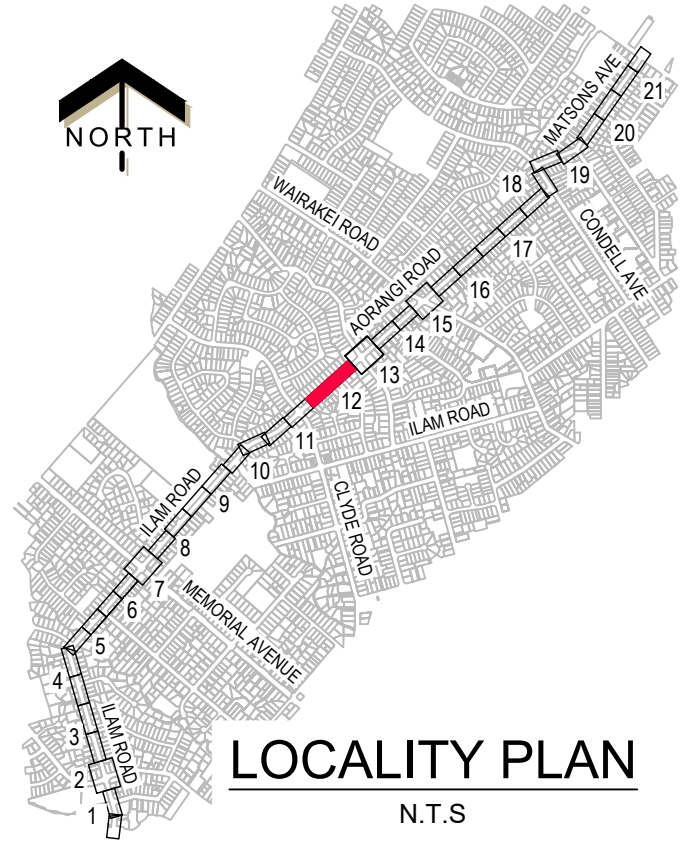 NORTH
MATSONS AVE
21
20
19
18
WAIRAKEI ROAD
CONDELL AVE
17
AORANGI ROAD
16
15
14
13
12
ILAM ROAD
11
10
CLYDE ROAD
ILAM ROAD
9
8
7
MEMORIAL AVENUE
6
5
4
ILAM ROAD
3
2
1
LOCALITY PLAN
N.T.S